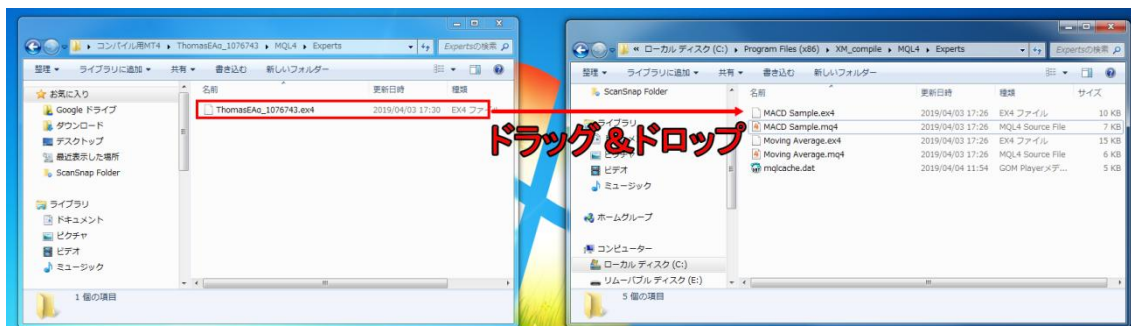 コンパイル用MT4 ▸ ThomasEAα_1076743 ▸ MQL4 ▸ Experts
Expertsの検索
整理 ライブラリに追加 共有 書き込む 新しいフォルダー
お気に入り
Google ドライブ
ダウンロード
デスクトップ
最近表示した場所
ScanSnap Folder
ライブラリ
ドキュメント
ピクチャ
ビデオ
ミュージック
名前 更新日時 種類
ThomasEAα_1076743.ex4 2019/04/03 17:30 EX4 ファイル
1 個の項目
ドラッグ&ドロップ
« ローカル ディスク (C:) ▸ Program Files (x86) ▸ XM_compile ▸ MQL4 ▸ Experts
Expertsの検索
整理 ライブラリに追加 共有 書き込む 新しいフォルダー
ScanSnap Folder
ライブラリ
ビデオ
ミュージック
ホームグループ
コンピューター
ローカル ディスク (C:)
リムーバブル ディスク (E:)
名前 更新日時 種類 サイズ
MACD Sample.ex4 2019/04/03 17:26 EX4 ファイル 10 KB
MACD Sample.mq4 2019/04/03 17:26 MQL4 Source File 7 KB
Moving Average.ex4 2019/04/03 17:26 EX4 ファイル 15 KB
Moving Average.mq4 2019/04/03 17:26 MQL4 Source File 6 KB
mqlcache.dat 2019/04/04 11:54 GOM Playerメデ... 5 KB
5 個の項目